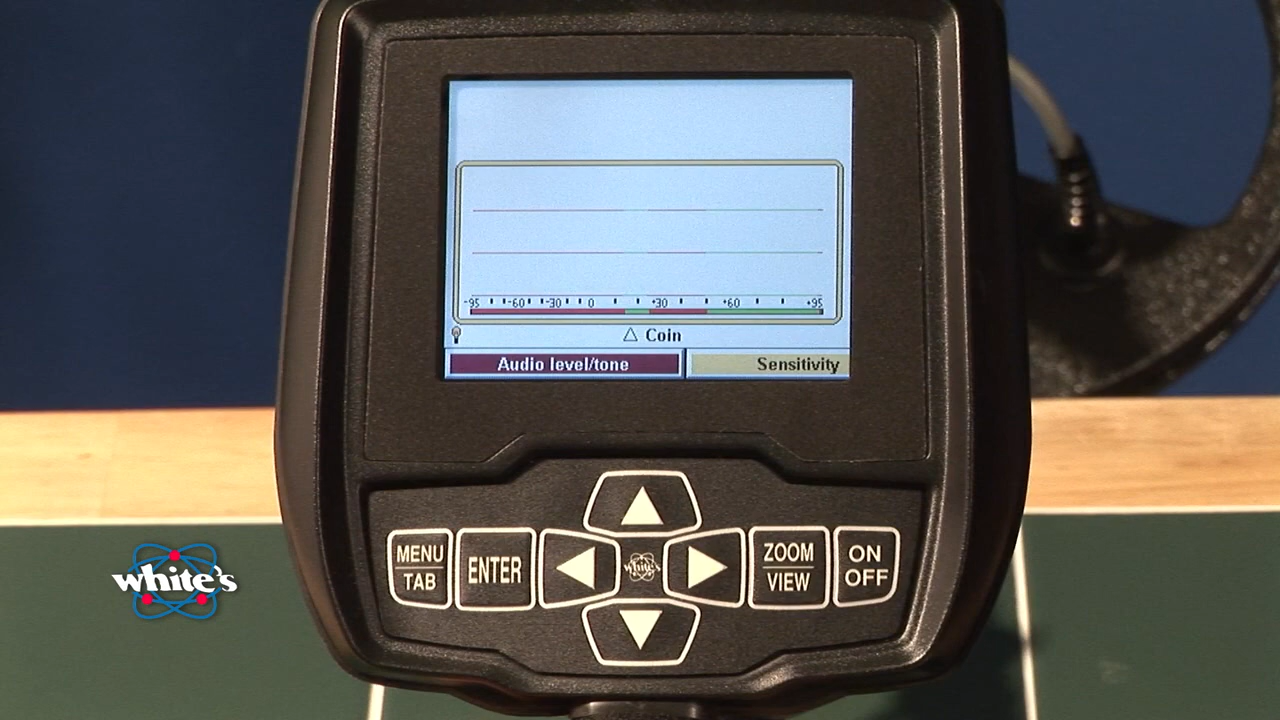 -95 -60 -30 0 +30 +60 +95
Coin
Audio level/tone Sensitivity
MENU
TAB
ENTER
white's
ZOOM
VIEW
ON
OFF
white's